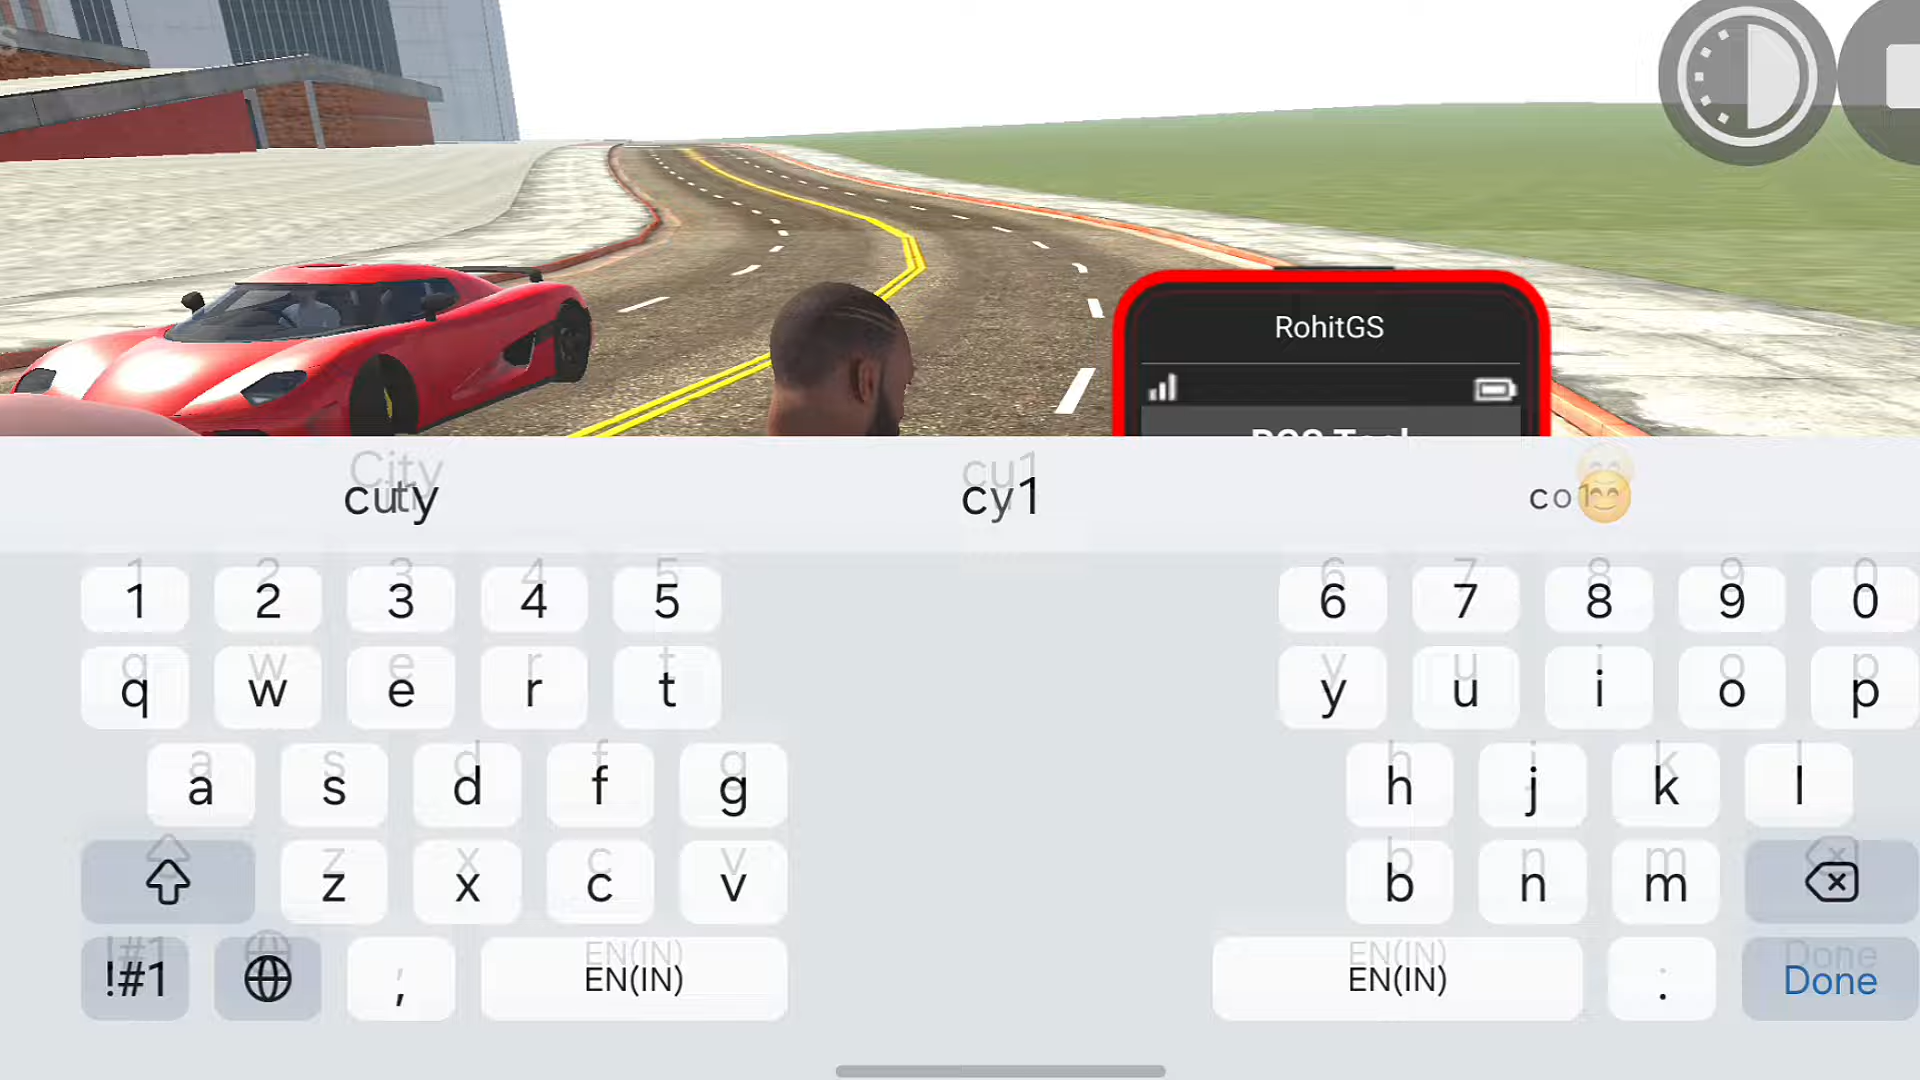 RohitGS
cuty cy1 co1
1 2 3 4 5 6 7 8 9 0
q w e r t y u i o p
a s d f g h j k l
z x c v b n m
!#1 , EN(IN) EN(IN) . Done